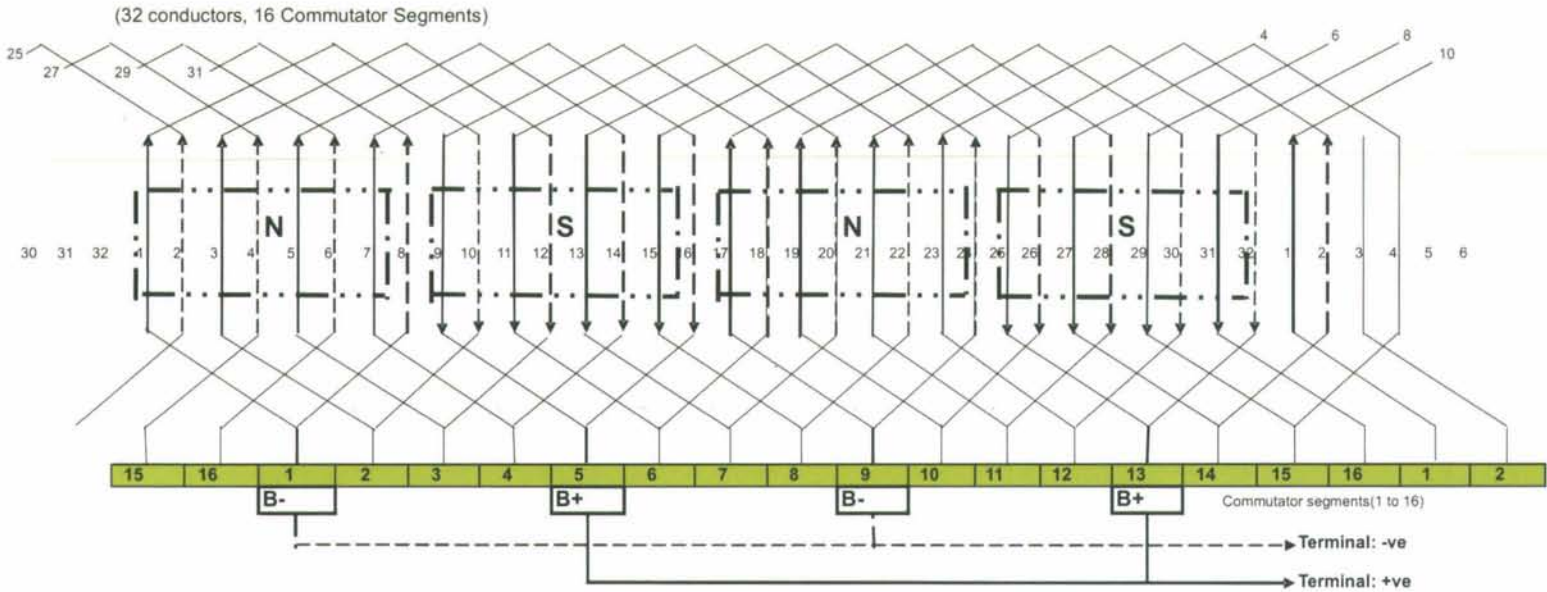 (32 conductors, 16 Commutator Segments)
4 6 8
25 27 29 31 10
N S N S
30 31 32 1 2 3 4 5 6 7 8 9 10 11 12 13 14 15 16 17 18 19 20 21 22 23 24 25 26 27 28 29 30 31 32 1 2 3 4 5 6
15 16 1 2 3 4 5 6 7 8 9 10 11 12 13 14 15 16 1 2
B- B+ B- B+ Commutator segments(1 to 16)
Terminal: -ve
Terminal: +ve